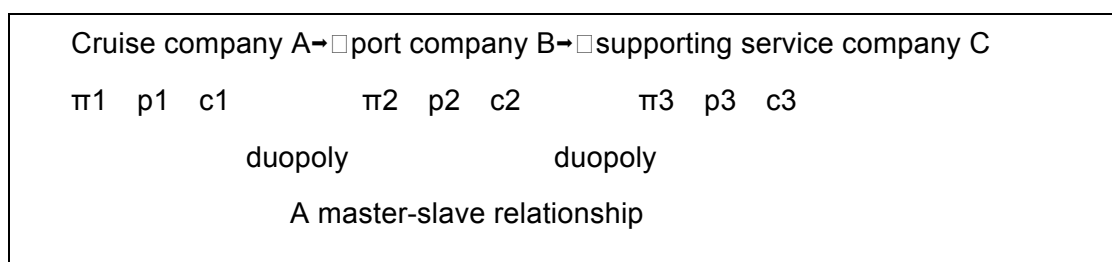 Cruise company A→□port company B→□supporting service company C
π1 p1 c1 π2 p2 c2 π3 p3 c3
duopoly duopoly
A master-slave relationship